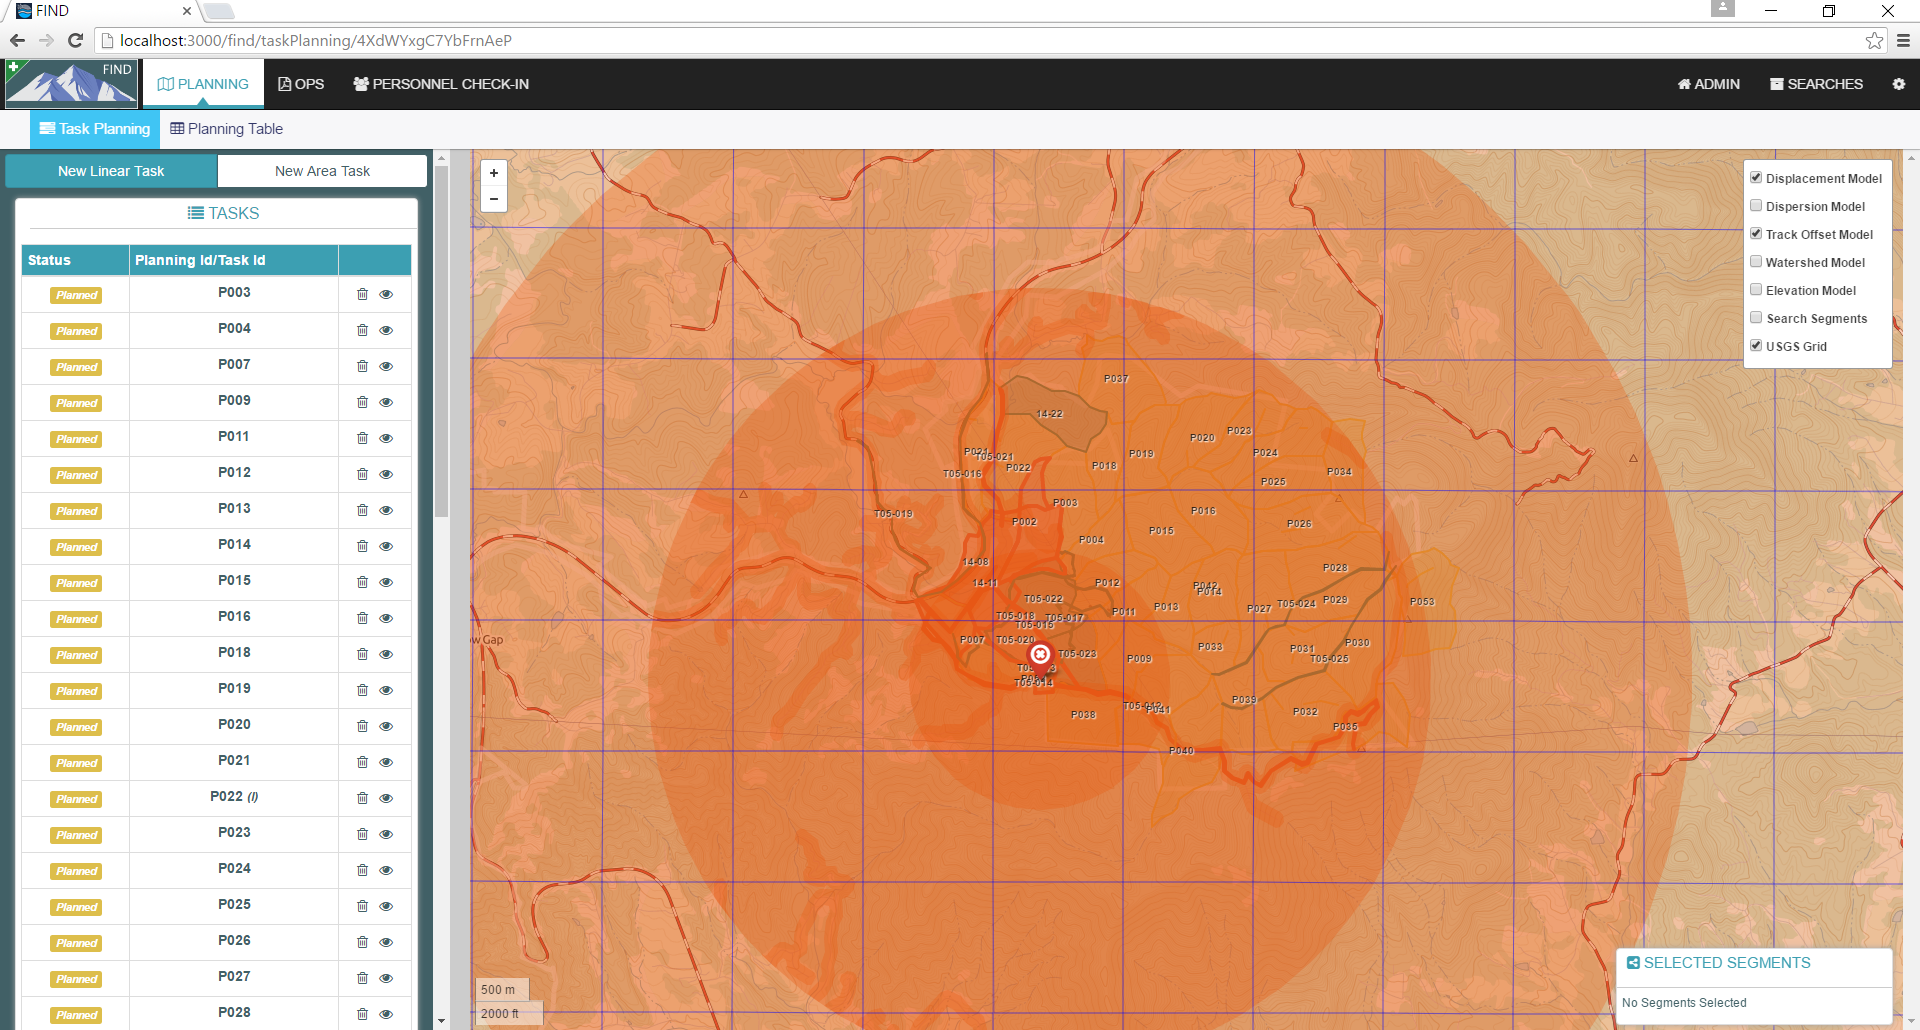 FIND
localhost:3000/find/taskPlanning/4XdWYxgC7YbFrnAeP
FIND
PLANNING
OPS
PERSONNEL CHECK-IN
ADMIN
SEARCHES
Task Planning
Planning Table
New Linear Task
New Area Task
TASKS
Status
Planning Id/Task Id
Planned
P003
Planned
P004
Planned
P007
Planned
P009
Planned
P011
Planned
P012
Planned
P013
Planned
P014
Planned
P015
Planned
P016
Planned
P018
Planned
P019
Planned
P020
Planned
P021
Planned
P022 (l)
Planned
P023
Planned
P024
Planned
P025
Planned
P026
Planned
P027
Planned
P028
+
−
Displacement Model
Dispersion Model
Track Offset Model
Watershed Model
Elevation Model
Search Segments
USGS Grid
P037
14-22
P020
P023
P021
T05-021
P022
T05-016
P018
P019
P024
P034
P025
T05-019
P002
P003
P016
P015
P026
P004
14-08
14-11
P012
P028
P042
P014
T05-022
T05-018
T05-017
T05-015
P011
P013
P027
T05-024
P029
P053
P007
T05-020
T05-023
P009
P033
P031
P030
T05-025
T05-014
P038
P041
P039
P032
P035
P040
ow Gap
500 m
2000 ft
SELECTED SEGMENTS
No Segments Selected